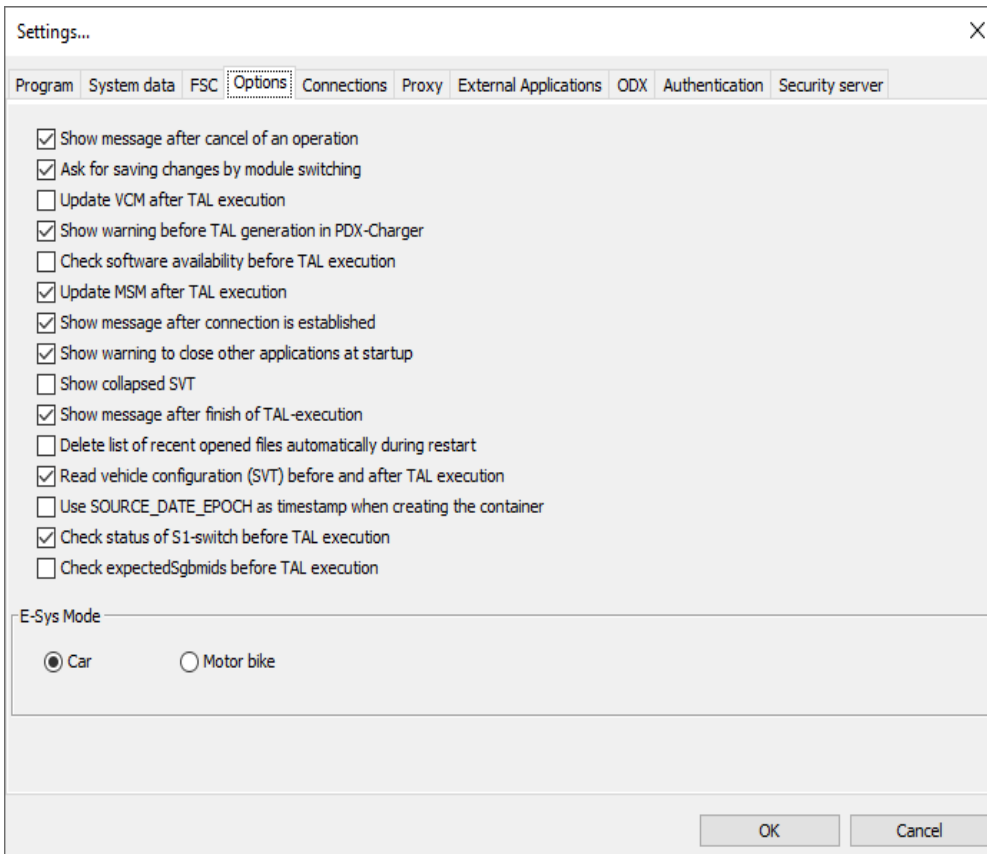 Settings...
Program System data FSC Options Connections Proxy External Applications ODX Authentication Security server
Show message after cancel of an operation
Ask for saving changes by module switching
Update VCM after TAL execution
Show warning before TAL generation in PDX-Charger
Check software availability before TAL execution
Update MSM after TAL execution
Show message after connection is established
Show warning to close other applications at startup
Show collapsed SVT
Show message after finish of TAL-execution
Delete list of recent opened files automatically during restart
Read vehicle configuration (SVT) before and after TAL execution
Use SOURCE_DATE_EPOCH as timestamp when creating the container
Check status of S1-switch before TAL execution
Check expectedSgbmids before TAL execution
E-Sys Mode
Car Motor bike
OK Cancel